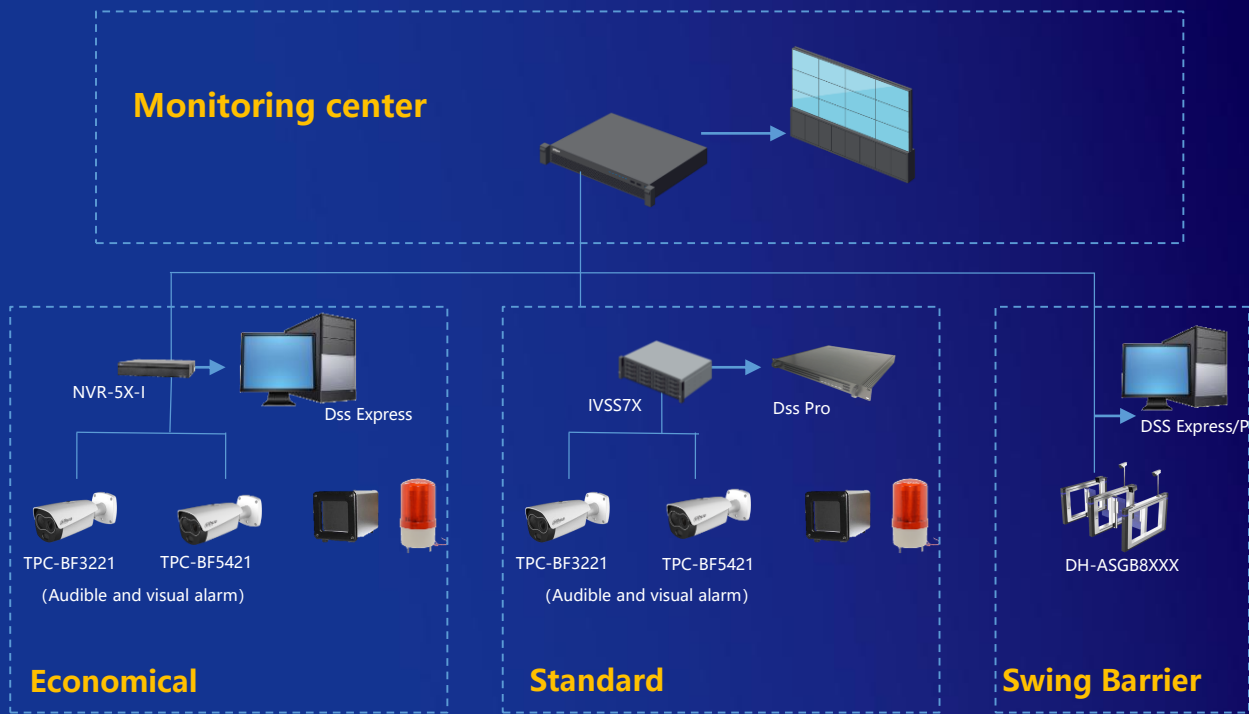 Monitoring center
NVR-5X-I
Dss Express
TPC-BF3221
TPC-BF5421
(Audible and visual alarm)
Economical
IVSS7X
Dss Pro
TPC-BF3221
TPC-BF5421
(Audible and visual alarm)
Standard
DSS Express/P
DH-ASGB8XXX
Swing Barrier